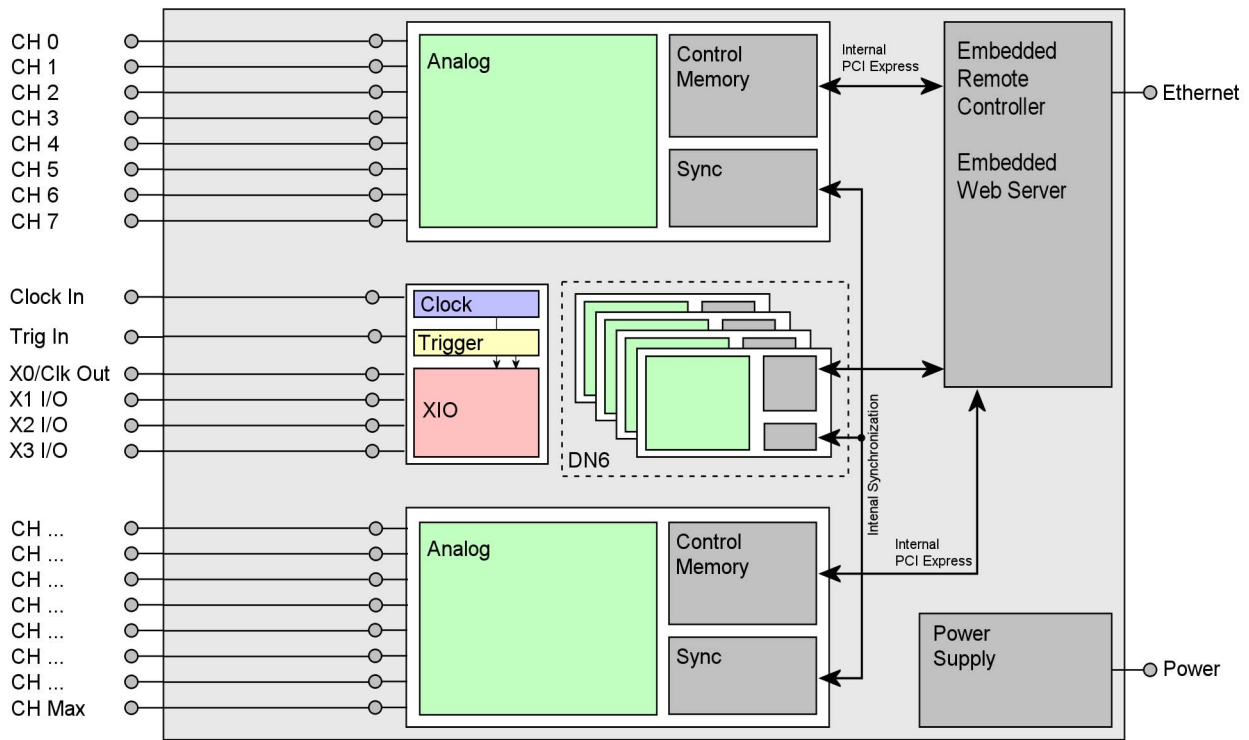 CH 0
CH 1
CH 2
CH 3
CH 4
CH 5
CH 6
CH 7
Analog
Control
Memory
Sync
Internal
PCI Express
Embedded
Remote
Controller
Embedded
Web Server
Ethernet
Clock In
Trig In
X0/Clk Out
X1 I/O
X2 I/O
X3 I/O
Clock
Trigger
XIO
DN6
Intenal Synchronization
CH ...
CH ...
CH ...
CH ...
CH ...
CH ...
CH ...
CH Max
Analog
Control
Memory
Sync
Internal
PCI Express
Power
Supply
Power